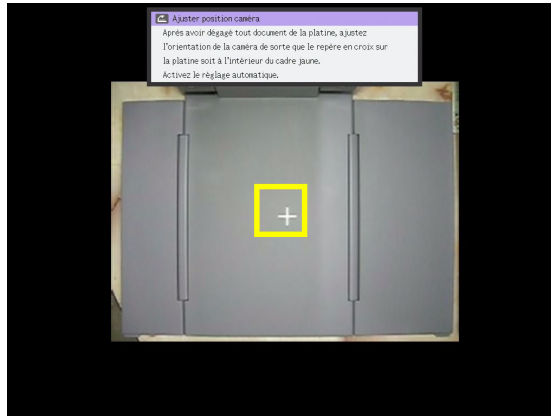 Ajuster position caméra
Après avoir dégagé tout document de la platine, ajustez
l'orientation de la caméra de sorte que le repère en croix sur
la platine soit à l'intérieur du cadre jaune.
Activez le réglage automatique.